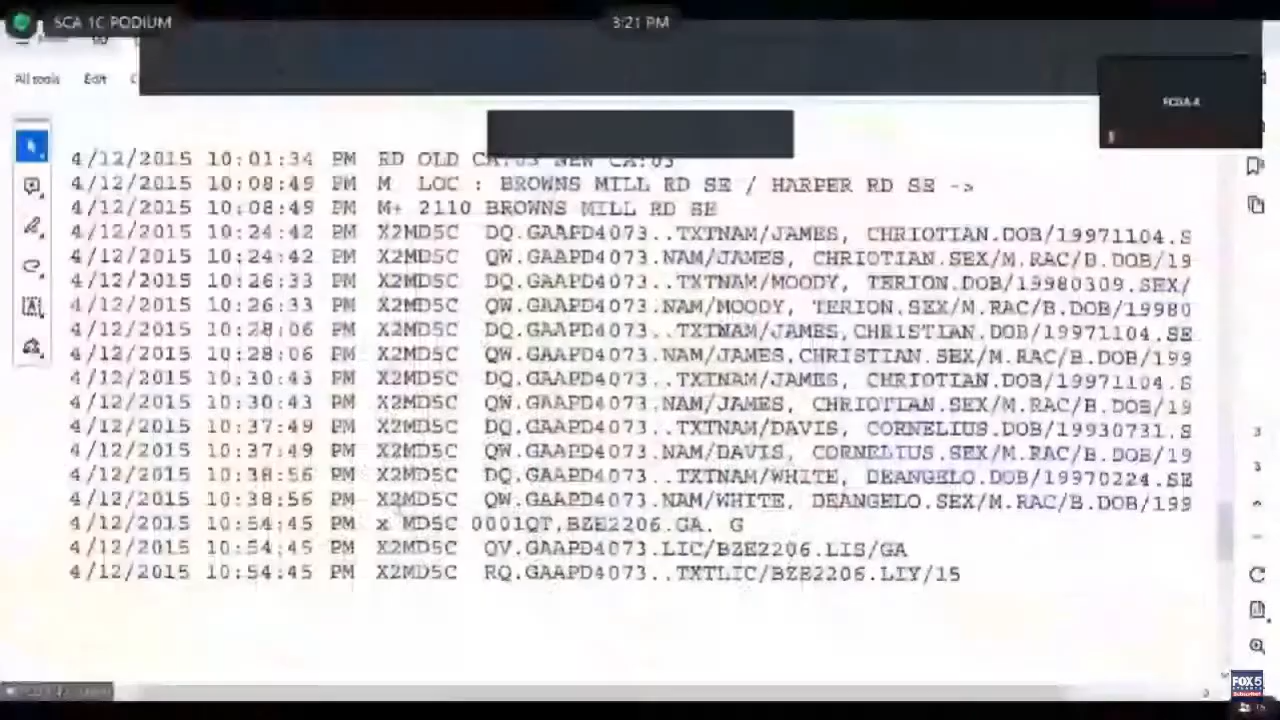 SCA 1C PODIUM
3:21 PM
All tools Edit
FCDA-4
4/12/2015 10:01:34 PM RD OLD CA:03 NEW CA:03
4/12/2015 10:08:49 PM M LOC : BROWNS MILL RD SE / HARPER RD SE ->
4/12/2015 10:08:49 PM M+ 2110 BROWNS MILL RD SE
4/12/2015 10:24:42 PM X2MD5C DQ.GAAPD4073..TXTNAM/JAMES, CHRIOTIAN.DOB/19971104.S
4/12/2015 10:24:42 PM X2MD5C QW.GAAPD4073.NAM/JAMES, CHRIOTIAN.SEX/M.RAC/B.DOB/19
4/12/2015 10:26:33 PM X2MD5C DQ.GAAPD4073..TXTNAM/MOODY, TERION.DOB/19980309.SEX/
4/12/2015 10:26:33 PM X2MD5C QW.GAAPD4073.NAM/MOODY, TERION.SEX/M.RAC/B.DOB/19980
4/12/2015 10:28:06 PM X2MD5C DQ.GAAPD4073..TXTNAM/JAMES,CHRISTIAN.DOB/19971104.SE
4/12/2015 10:28:06 PM X2MD5C QW.GAAPD4073.NAM/JAMES,CHRISTIAN.SEX/M.RAC/B.DOB/199
4/12/2015 10:30:43 PM X2MD5C DQ.GAAPD4073..TXTNAM/JAMES, CHRIOTIAN.DOB/19971104.S
4/12/2015 10:30:43 PM X2MD5C QW.GAAPD4073.NAM/JAMES, CHRIOTIAN.SEX/M.RAC/B.DOB/19
4/12/2015 10:37:49 PM X2MD5C DQ.GAAPD4073..TXTNAM/DAVIS, CORNELIUS.DOB/19930731.S
4/12/2015 10:37:49 PM X2MD5C QW.GAAPD4073.NAM/DAVIS, CORNELIUS.SEX/M.RAC/B.DOB/19
4/12/2015 10:38:56 PM X2MD5C DQ.GAAPD4073..TXTNAM/WHITE, DEANGELO.DOB/19970224.SE
4/12/2015 10:38:56 PM X2MD5C QW.GAAPD4073.NAM/WHITE, DEANGELO.SEX/M.RAC/B.DOB/199
4/12/2015 10:54:45 PM x MD5C 0001QT,BZE2206.GA. G
4/12/2015 10:54:45 PM X2MD5C QV.GAAPD4073.LIC/BZE2206.LIS/GA
4/12/2015 10:54:45 PM X2MD5C RQ.GAAPD4073..TXTLIC/BZE2206.LIY/15
FOX 5